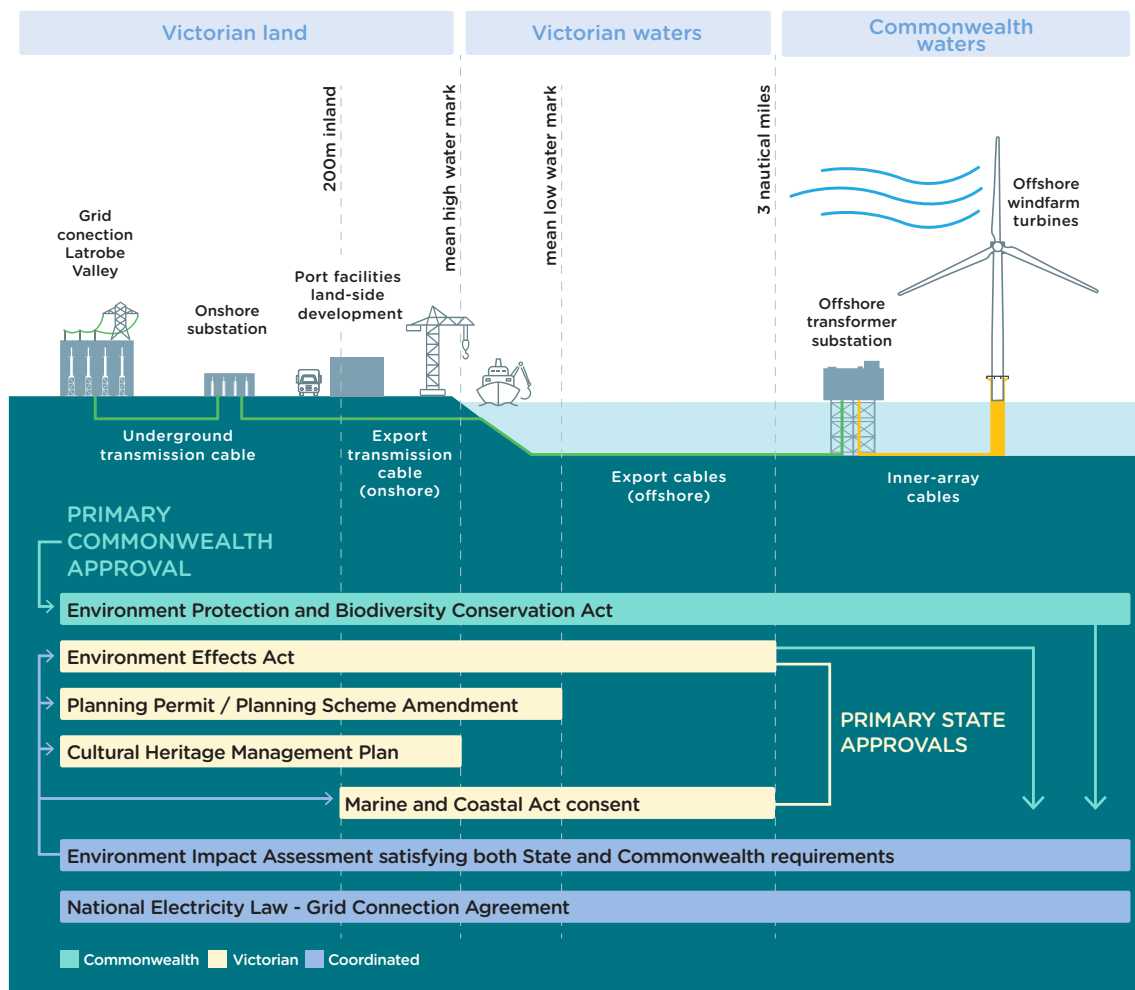 Victorian land
Victorian waters
Commonwealth
waters
200m inland
mean high water mark
mean low water mark
3 nautical miles
Grid
conection
Latrobe
Valley
Onshore
substation
Port facilities
land-side
development
Offshore
transformer
substation
Offshore
windfarm
turbines
Underground
transmission cable
Export
transmission
cable
(onshore)
Export cables
(offshore)
Inner-array
cables
PRIMARY
COMMONWEALTH
APPROVAL
Environment Protection and Biodiversity Conservation Act
Environment Effects Act
Planning Permit / Planning Scheme Amendment
Cultural Heritage Management Plan
PRIMARY STATE
APPROVALS
Marine and Coastal Act consent
Environment Impact Assessment satisfying both State and Commonwealth requirements
National Electricity Law - Grid Connection Agreement
Commonwealth
Victorian
Coordinated